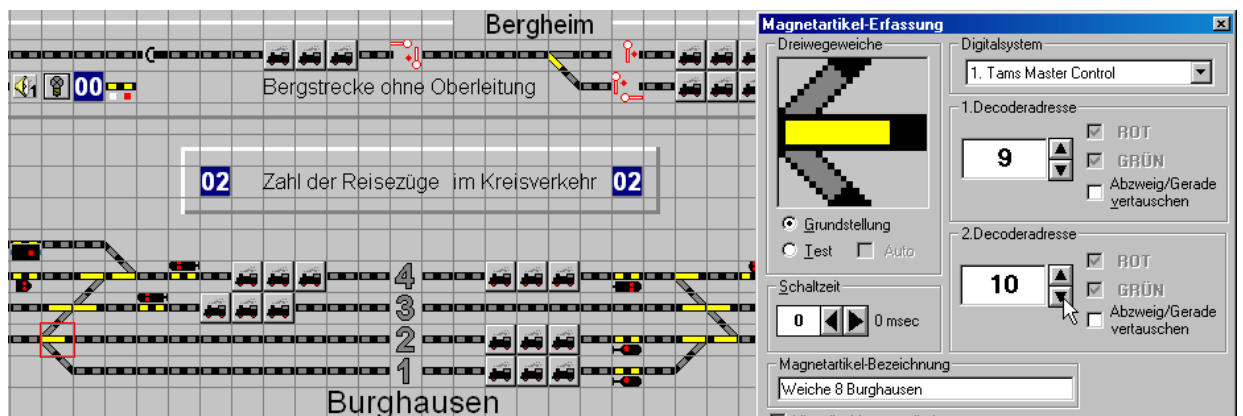 Bergheim
1
00
Bergstrecke ohne Oberleitung
02 Zahl der Reisezüge im Kreisverkehr 02
4
3
2
1
Burghausen
Magnetartikel-Erfassung
Dreiwegeweiche
Grundstellung
Test Auto
Schaltzeit
0 0 msec
Digitalsystem
1. Tams Master Control
1.Decoderadresse
9
ROT
GRÜN
Abzweig/Gerade
vertauschen
2.Decoderadresse
10
ROT
GRÜN
Abzweig/Gerade
vertauschen
Magnetartikel-Bezeichnung
Weiche 8 Burghausen